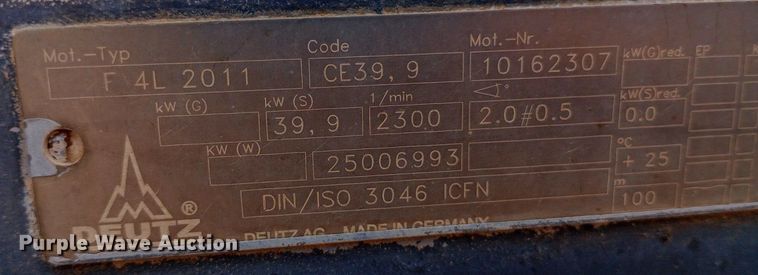 Mot.-Typ Code Mot.-Nr.
F 4L 2011 CE39,9 10162307 kW(G)red. EP
kW (G) kW (S) 1/min kW(S)red.
39,9 2300 2.0#0.5 0.0
KW (W) 25006993 °C
+ 25
DIN/ISO 3046 ICFN m
100
DEUTZ ®
DEUTZ AG MADE IN GERMANY
Purple Wave Auction